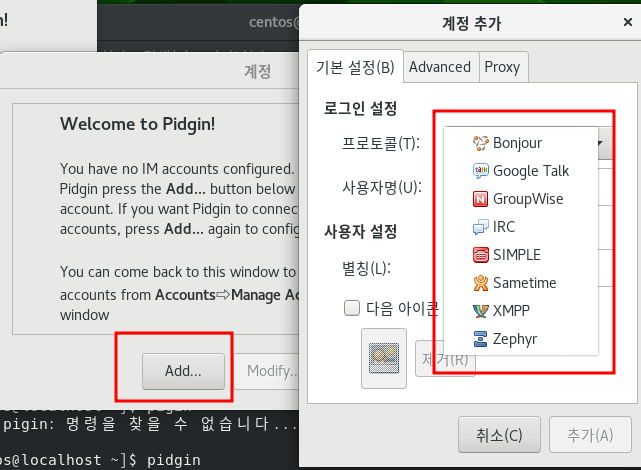 n!
centos@
계정
Welcome to Pidgin!
You have no IM accounts configured.
Pidgin press the Add... button below
account. If you want Pidgin to connect
accounts, press Add... again to config
You can come back to this window to
accounts from Accounts⇨Manage Ac
window
Add...
Modify...
os@localhost ~]$ pigin
pigin: 명령을 찾을 수 없습니다...
os@localhost ~]$ pidgin
계정 추가
기본 설정(B)
Advanced
Proxy
로그인 설정
프로토콜(T):
Bonjour
Google Talk
GroupWise
IRC
SIMPLE
Sametime
XMPP
Zephyr
사용자명(U):
사용자 설정
별칭(L):
다음 아이콘
제거(R)
취소(C)
추가(A)